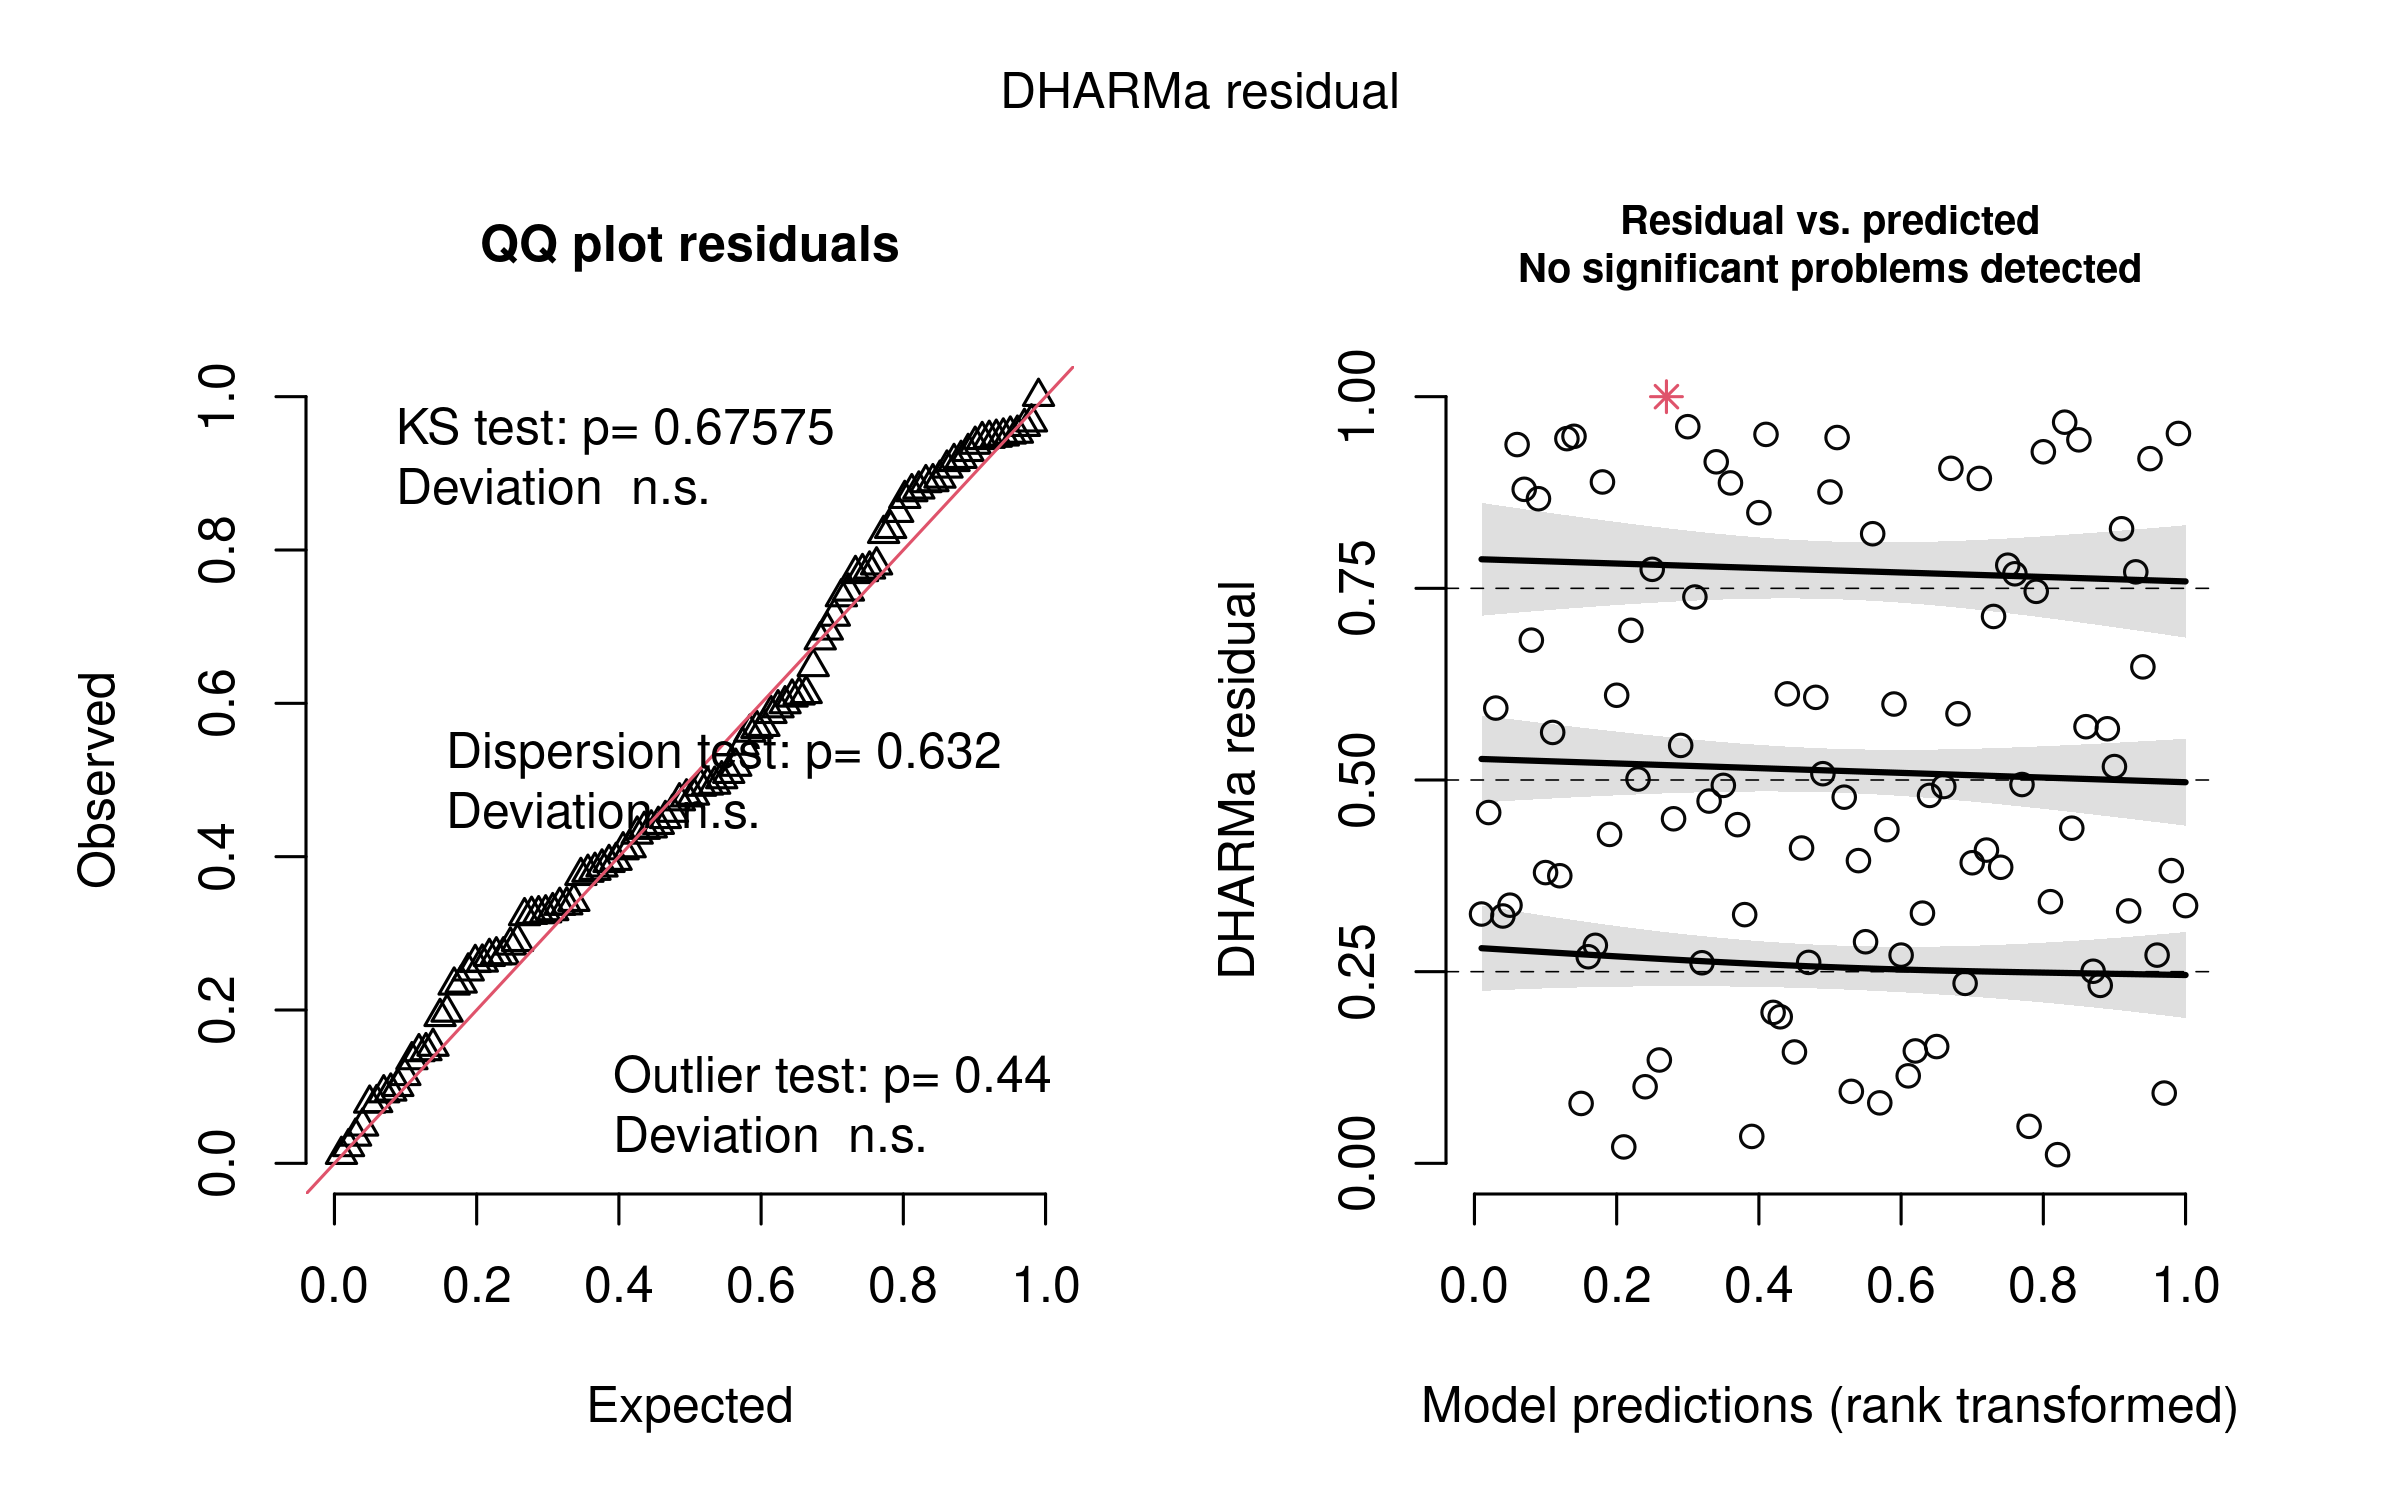 DHARMa residual
QQ plot residuals
KS test: p= 0.67575
Deviation  n.s.
Dispersion test: p= 0.632
Deviation  n.s.
Outlier test: p= 0.44
Deviation  n.s.
Observed
0.0 0.2 0.4 0.6 0.8 1.0
0.0 0.2 0.4 0.6 0.8 1.0
Expected
Residual vs. predicted
No significant problems detected
DHARMa residual
0.00 0.25 0.50 0.75 1.00
0.0 0.2 0.4 0.6 0.8 1.0
Model predictions (rank transformed)